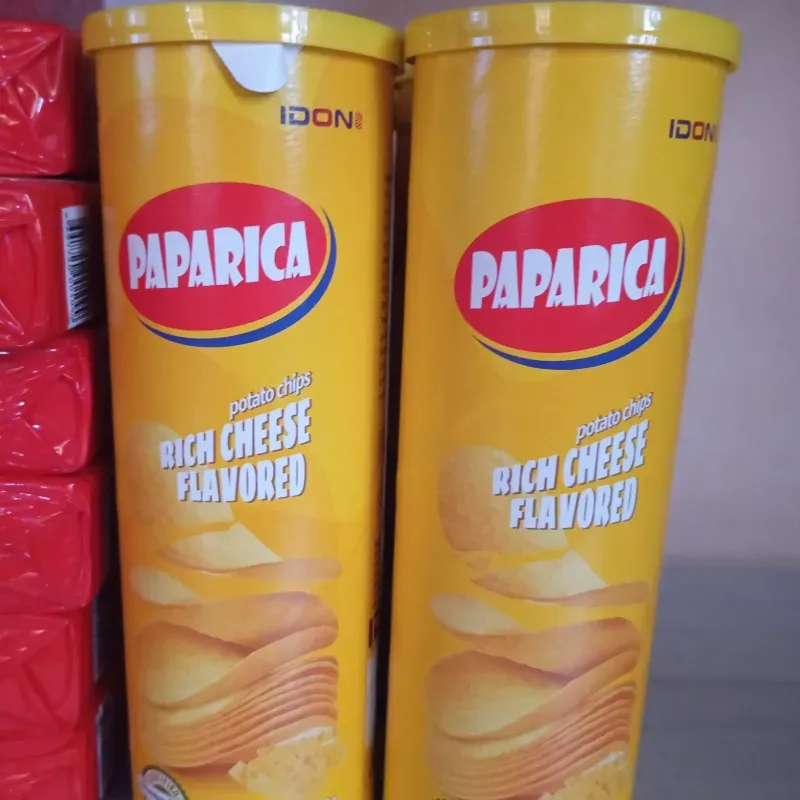 IDON
PAPARICA
potato chips
RICH CHEESE
FLAVORED
IDON
PAPARICA
potato chips
RICH CHEESE
FLAVORED